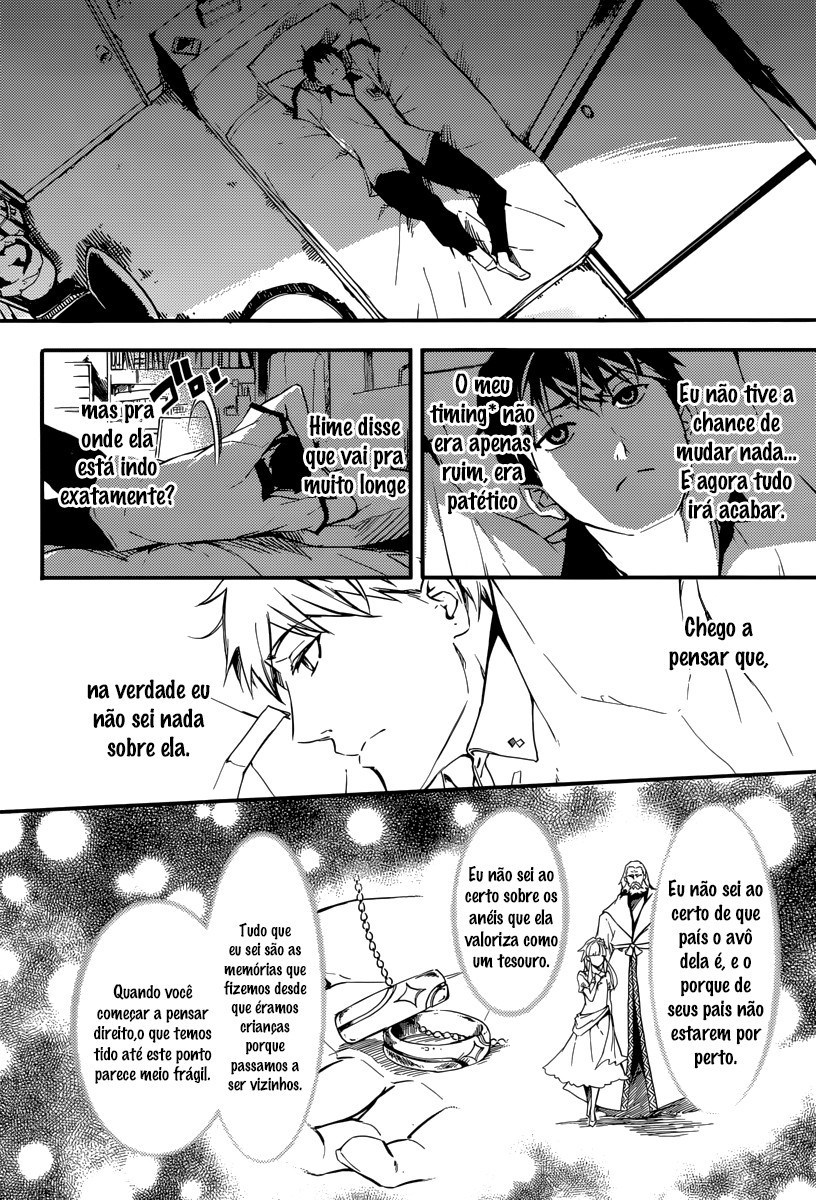 Eu não tive a
chance de
mudar nada...
E agora tudo
irá acabar.
O meu
timing* não
era apenas
ruim, era
patético
Hime disse
que vai pra
muito longe
ゴロン
mas pra
onde ela
está indo
exatamente?
Chego a
pensar que,
na verdade eu
não sei nada
sobre ela.
Eu não sei ao
certo de que
país o avô
dela é, e o
porque de
seus pais não
estarem por
perto.
Eu não sei ao
certo sobre os
anéis que ela
valoriza como
um tesouro.
Tudo que
eu sei são as
memórias que
fizemos desde
que éramos
crianças
porque
passamos a
ser vizinhos.
Quando você
começar a pensar
direito,o que temos
tido até este ponto
parece meio frágil.